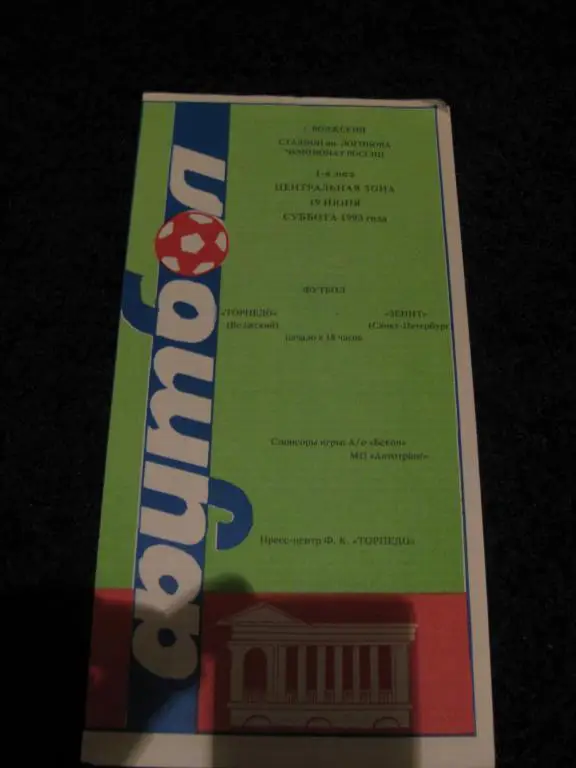 футбол
г. ВОЛЖСКИЙ
СТАДИОН им. ЛОГИНОВА
ЧЕМПИОНАТ РОССИИ
1-я лига
ЦЕНТРАЛЬНАЯ ЗОНА
19 ИЮНЯ
СУББОТА 1993 года
ФУТБОЛ
«ТОРПЕДО» - «ЗЕНИТ»
(Волжский) (Санкт-Петербург)
начало в 18 часов
Спонсоры игры: А/о «Бекон»
МП «Автотранс»
Пресс-центр Ф. К. «ТОРПЕДО»